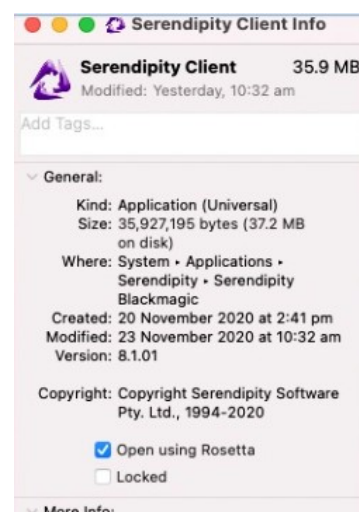 Serendipity Client Info
Serendipity Client 35.9 MB
Modified: Yesterday, 10:32 am
Add Tags...
General:
Kind: Application (Universal)
Size: 35,927,195 bytes (37.2 MB
on disk)
Where: System ▸ Applications ▸
Serendipity ▸ Serendipity
Blackmagic
Created: 20 November 2020 at 2:41 pm
Modified: 23 November 2020 at 10:32 am
Version: 8.1.01
Copyright: Copyright Serendipity Software
Pty. Ltd., 1994-2020
Open using Rosetta
Locked
More Info: